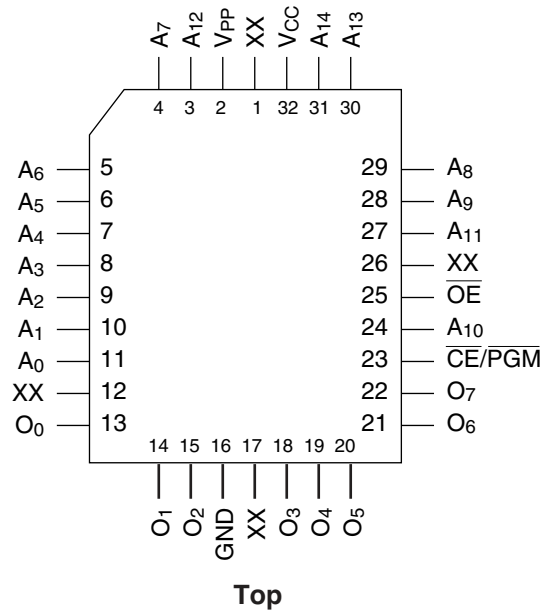 A7 A12 VPP XX VCC A14 A13
4 3 2 1 32 31 30
A6 5 29 A8
A5 6 28 A9
A4 7 27 A11
A3 8 26 XX
A2 9 25 OE
A1 10 24 A10
A0 11 23 CE/PGM
XX 12 22 O7
O0 13 21 O6
14 15 16 17 18 19 20
O1 O2 GND XX O3 O4 O5
Top